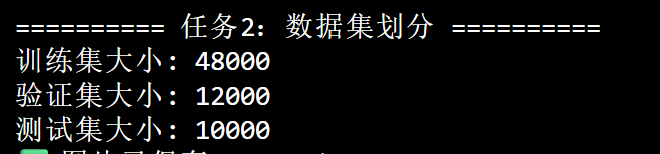 ========== 任务2：数据集划分 ==========
训练集大小: 48000
验证集大小: 12000
测试集大小: 10000